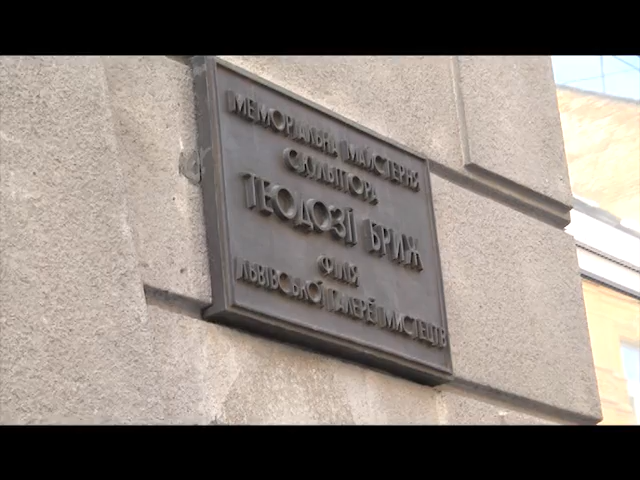 МЕМОРІАЛЬНА МАЙСТЕРНЯ
СКУЛЬПТОРА
ТЕОДОЗІЇ БРИЖ
ФІЛІЯ
ЛЬВІВСЬКОЇ ГАЛЕРЕЇ МИСТЕЦТВ